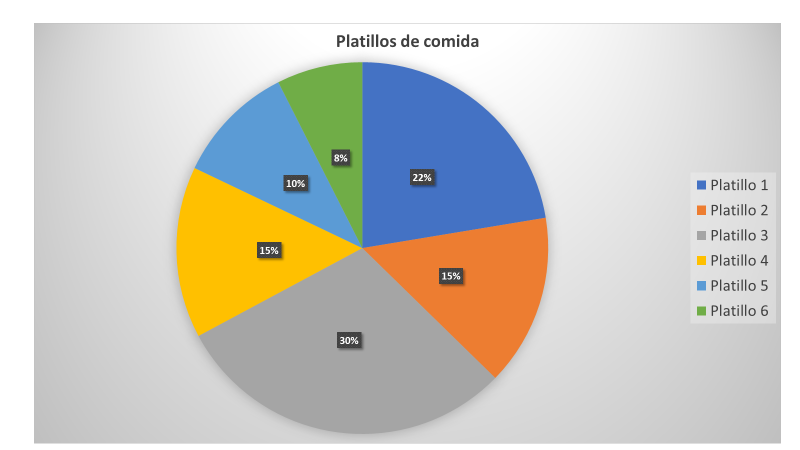 Platillos de comida
8%
22%
10%
15%
15%
30%
Platillo 1
Platillo 2
Platillo 3
Platillo 4
Platillo 5
Platillo 6